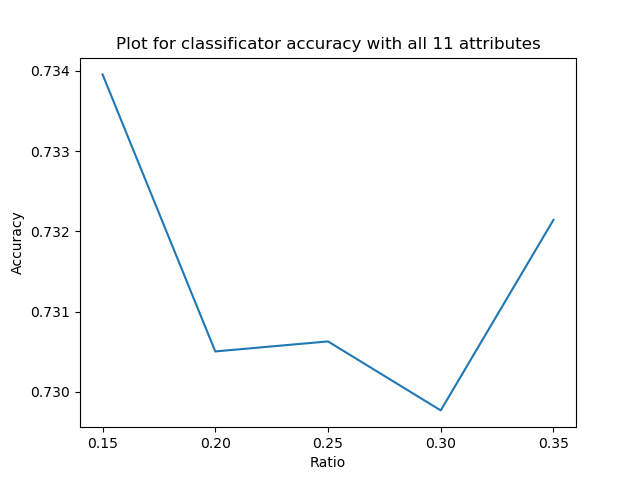 Plot for classificator accuracy with all 11 attributes
0.734
0.733
0.732
0.731
0.730
Accuracy
0.15 0.20 0.25 0.30 0.35
Ratio